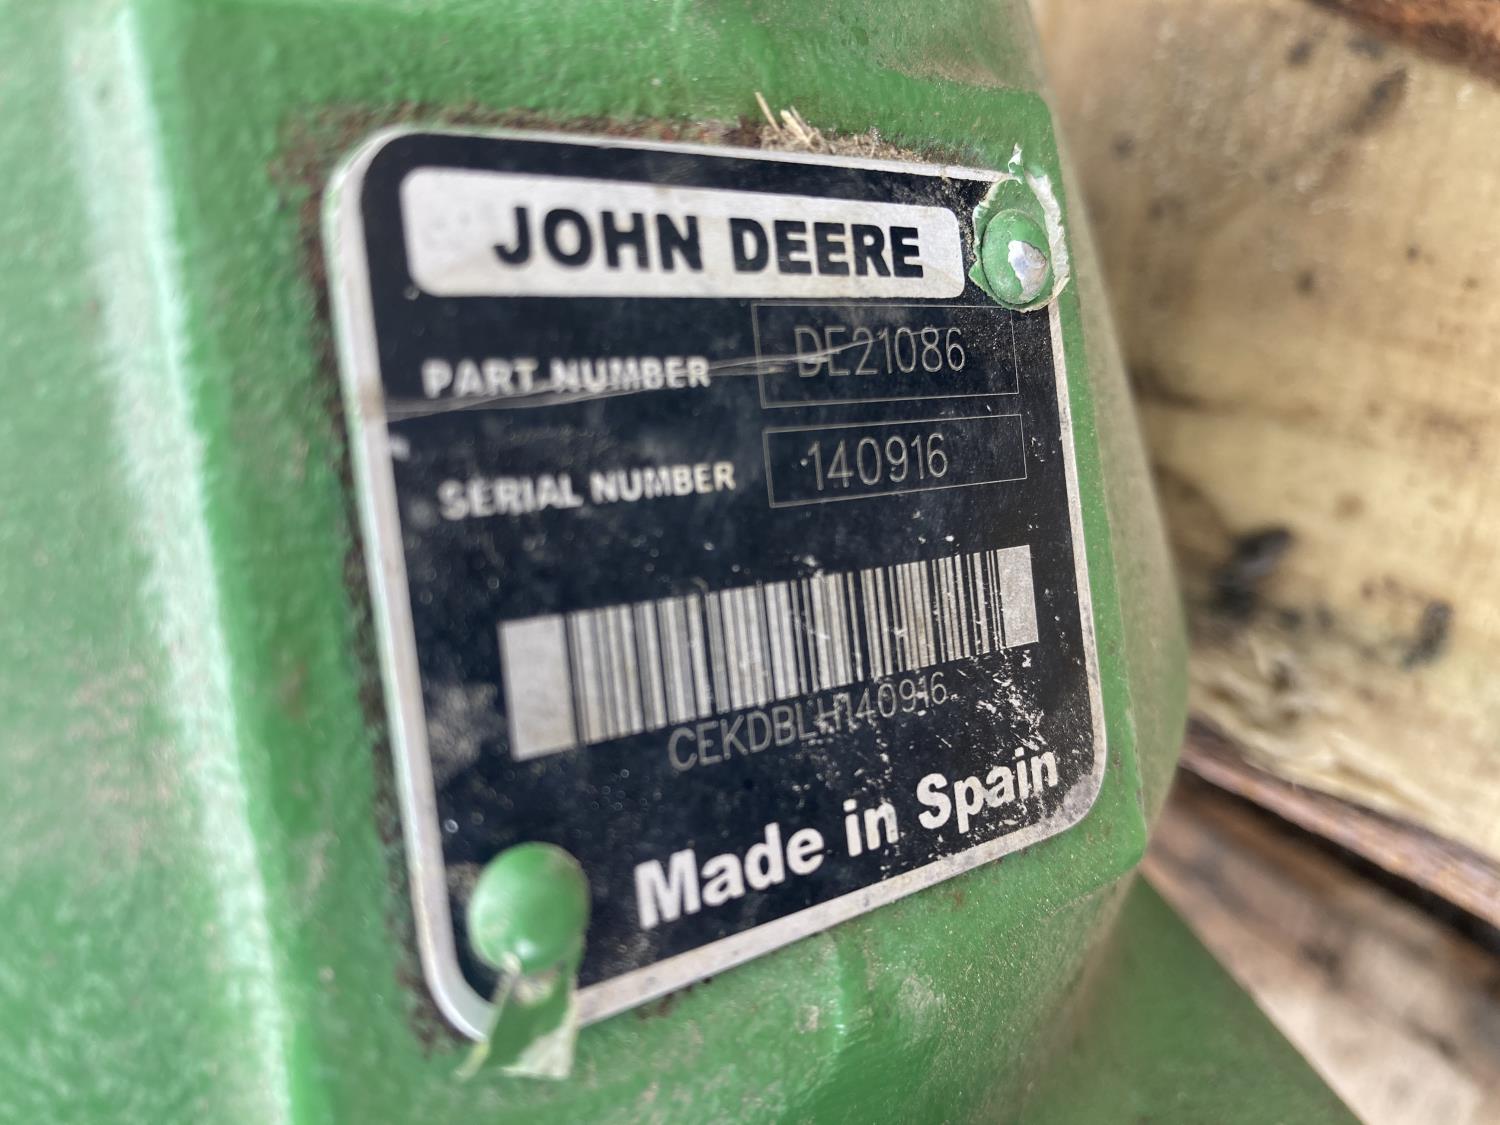 JOHN DEERE
PART NUMBER DE21086
SERIAL NUMBER 140916
CEKDBLH140916
Made in Spain